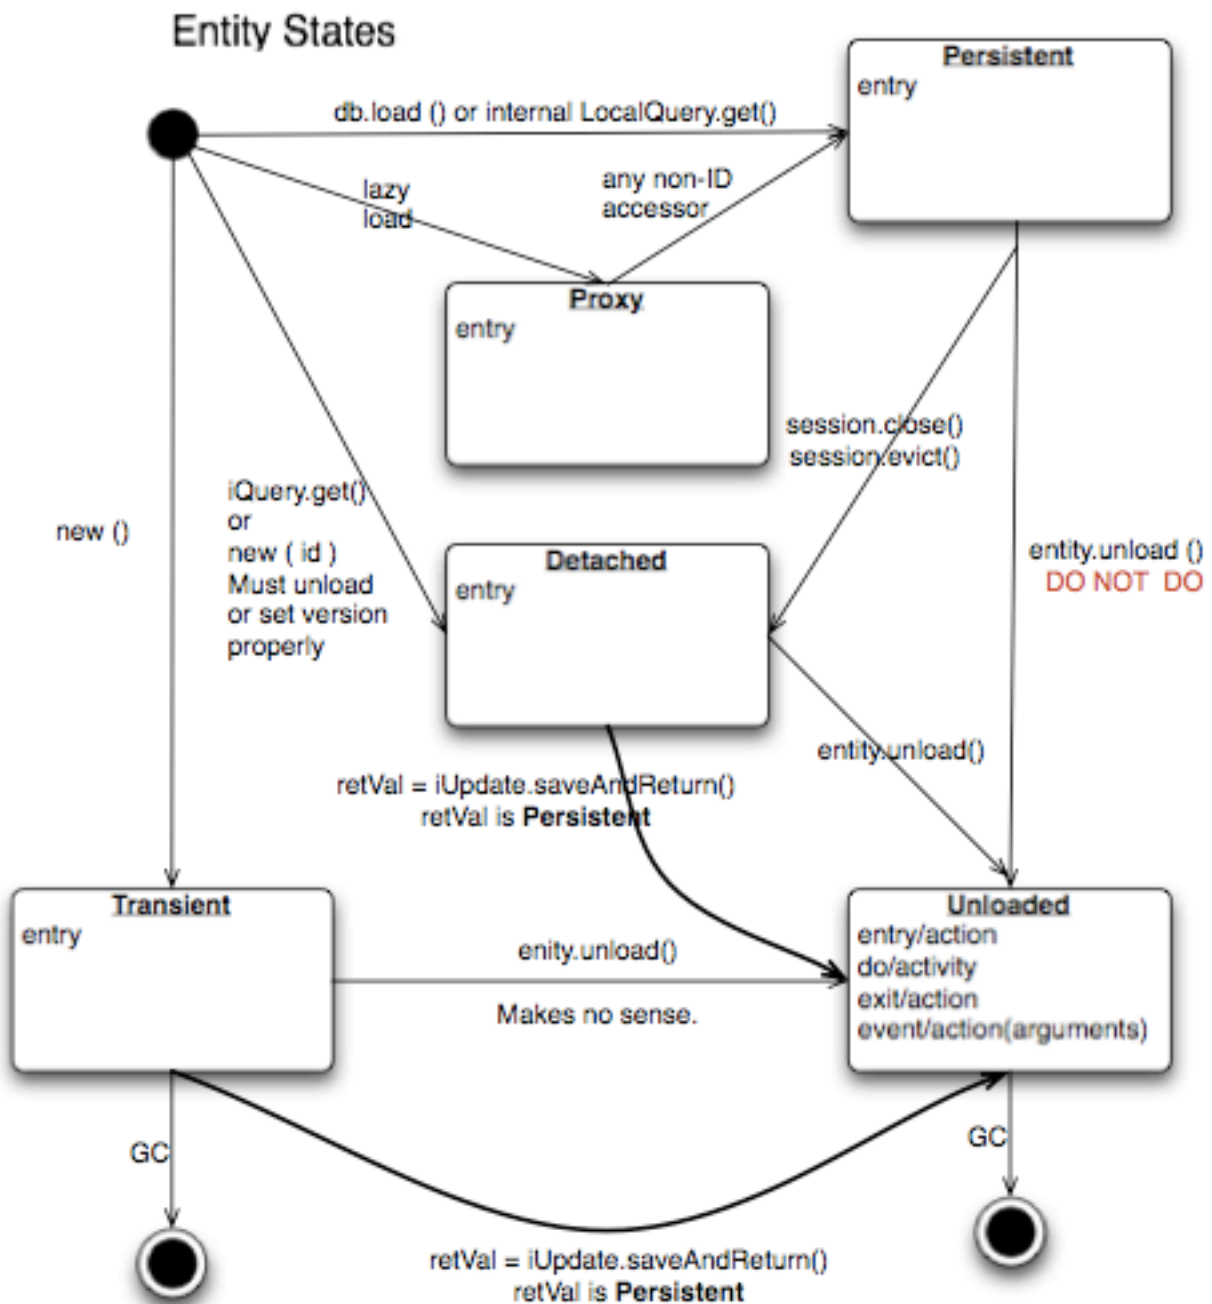 Entity States
Persistent
entry
db.load () or internal LocalQuery.get()
lazy
load
any non-ID
accessor
Proxy
entry
session.close()
session.evict()
iQuery.get()
or
new ( id )
Must unload
or set version
properly
new ()
Detached
entry
entity.unload ()
DO NOT  DO
entity.unload()
retVal = iUpdate.saveAndReturn()
retVal is Persistent
Transient
entry
enity.unload()
Makes no sense.
Unloaded
entry/action
do/activity
exit/action
event/action(arguments)
GC
GC
retVal = iUpdate.saveAndReturn()
retVal is Persistent